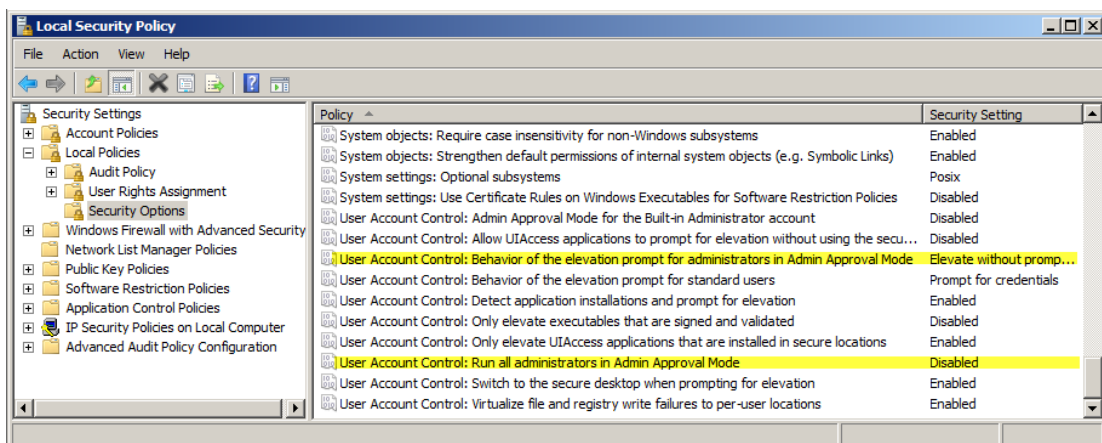 Local Security Policy
File Action View Help
Security Settings
Account Policies
Local Policies
Audit Policy
User Rights Assignment
Security Options
Windows Firewall with Advanced Security
Network List Manager Policies
Public Key Policies
Software Restriction Policies
Application Control Policies
IP Security Policies on Local Computer
Advanced Audit Policy Configuration
Policy Security Setting
System objects: Require case insensitivity for non-Windows subsystems Enabled
System objects: Strengthen default permissions of internal system objects (e.g. Symbolic Links) Enabled
System settings: Optional subsystems Posix
System settings: Use Certificate Rules on Windows Executables for Software Restriction Policies Disabled
User Account Control: Admin Approval Mode for the Built-in Administrator account Disabled
User Account Control: Allow UIAccess applications to prompt for elevation without using the secu... Disabled
User Account Control: Behavior of the elevation prompt for administrators in Admin Approval Mode Elevate without promp...
User Account Control: Behavior of the elevation prompt for standard users Prompt for credentials
User Account Control: Detect application installations and prompt for elevation Enabled
User Account Control: Only elevate executables that are signed and validated Disabled
User Account Control: Only elevate UIAccess applications that are installed in secure locations Enabled
User Account Control: Run all administrators in Admin Approval Mode Disabled
User Account Control: Switch to the secure desktop when prompting for elevation Enabled
User Account Control: Virtualize file and registry write failures to per-user locations Enabled